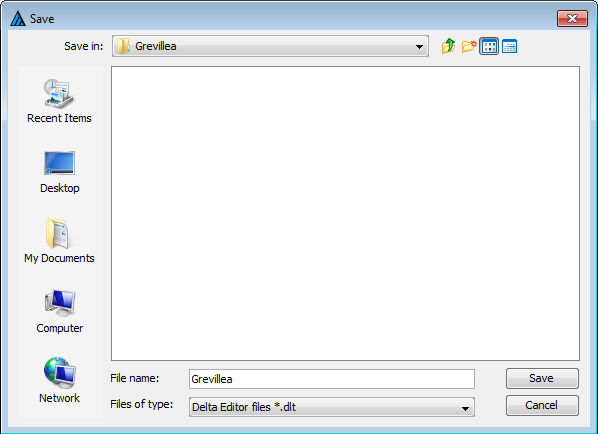 Save
Save in: Grevillea
Recent Items
Desktop
My Documents
Computer
Network
File name: Grevillea Save
Files of type: Delta Editor files *.dlt Cancel